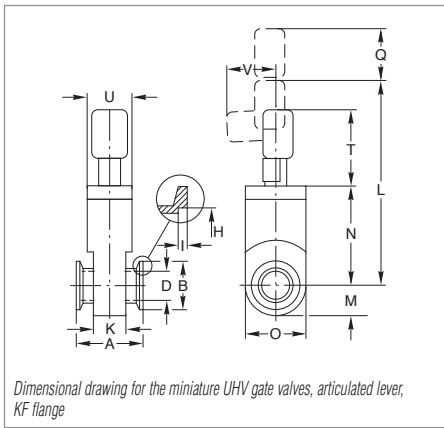 Q
V
U
T
L
I
H
N
D
B
M
K
A
O
Dimensional drawing for the miniature UHV gate valves, articulated lever,
KF flange